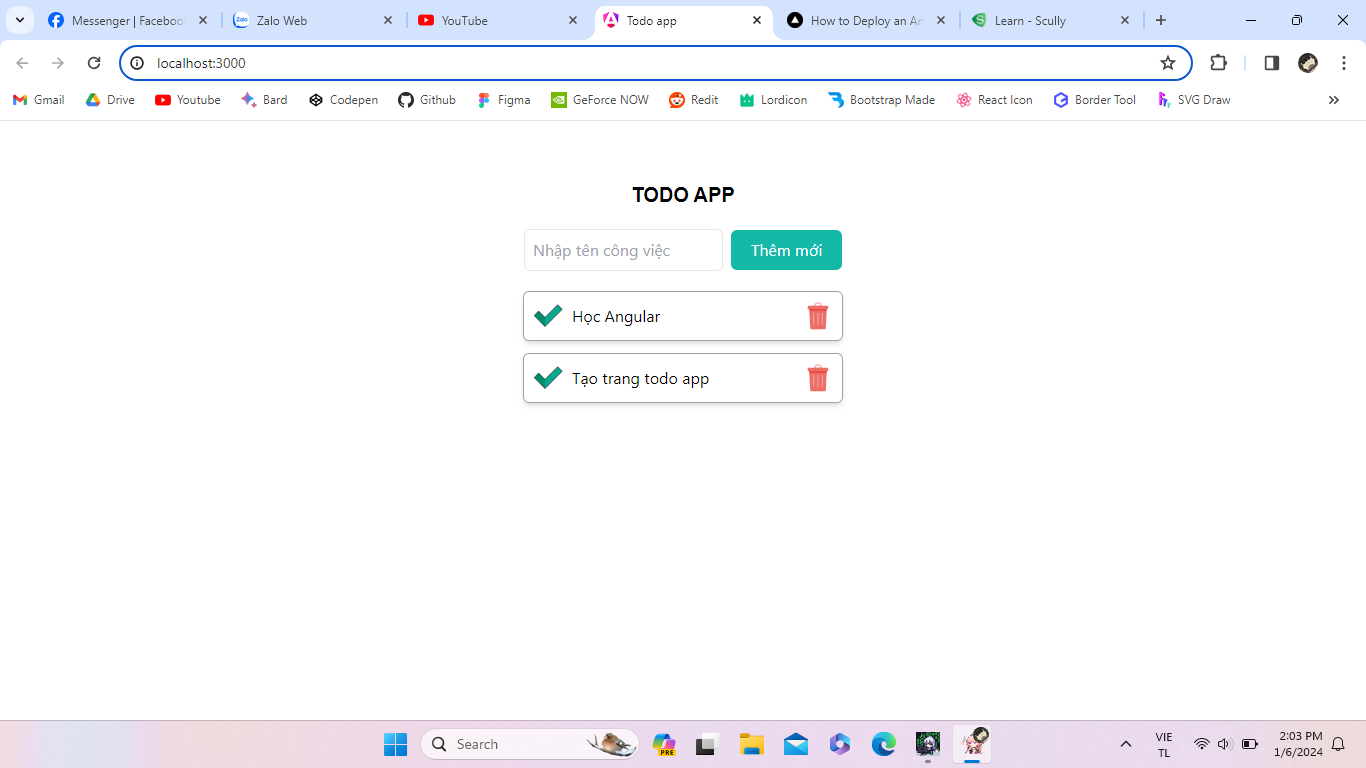 Messenger | Facebook
Zalo Web
YouTube
Todo app
How to Deploy an An
Learn - Scully
localhost:3000
Gmail
Drive
Youtube
Bard
Codepen
Github
Figma
GeForce NOW
Redit
Lordicon
Bootstrap Made
React Icon
Border Tool
SVG Draw
TODO APP
Nhập tên công việc
Thêm mới
Học Angular
Tạo trang todo app
Search
PRE
VIE
TL
2:03 PM
1/6/2024